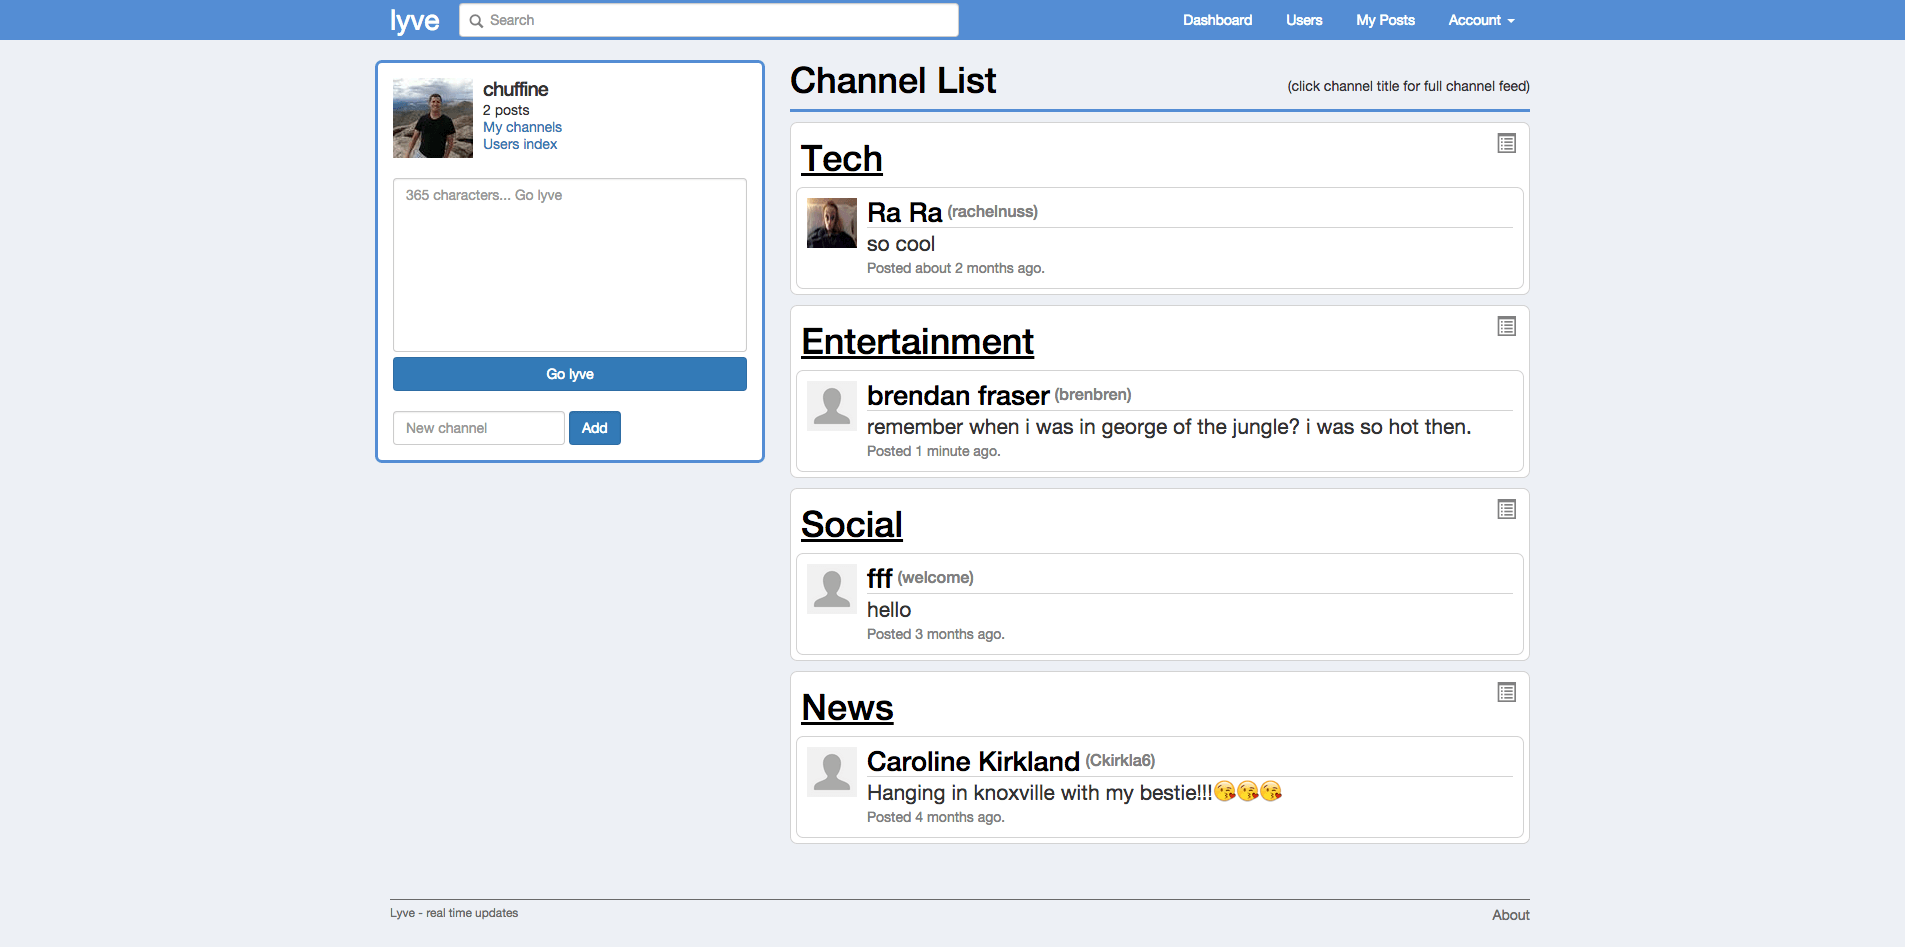 lyve
Search
Dashboard Users My Posts Account
chuffine
2 posts
My channels
Users index
365 characters... Go lyve
Go lyve
New channel Add
Channel List
(click channel title for full channel feed)
Tech
Ra Ra (rachelnuss)
so cool
Posted about 2 months ago.
Entertainment
brendan fraser (brenbren)
remember when i was in george of the jungle? i was so hot then.
Posted 1 minute ago.
Social
fff (welcome)
hello
Posted 3 months ago.
News
Caroline Kirkland (Ckirkla6)
Hanging in knoxville with my bestie!!!😘😘😘
Posted 4 months ago.
Lyve - real time updates
About